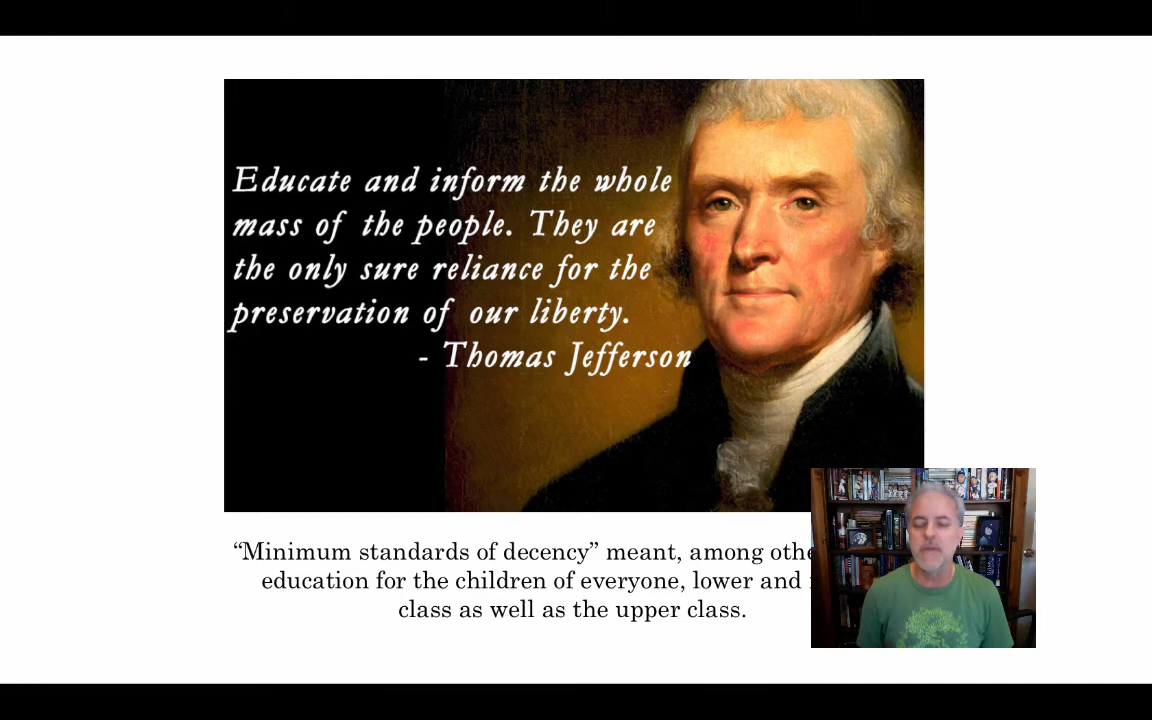 Educate and inform the whole
mass of the people. They are
the only sure reliance for the
preservation of our liberty.
- Thomas Jefferson
“Minimum standards of decency” meant, among
education for the children of everyone, lower and
class as well as the upper class.